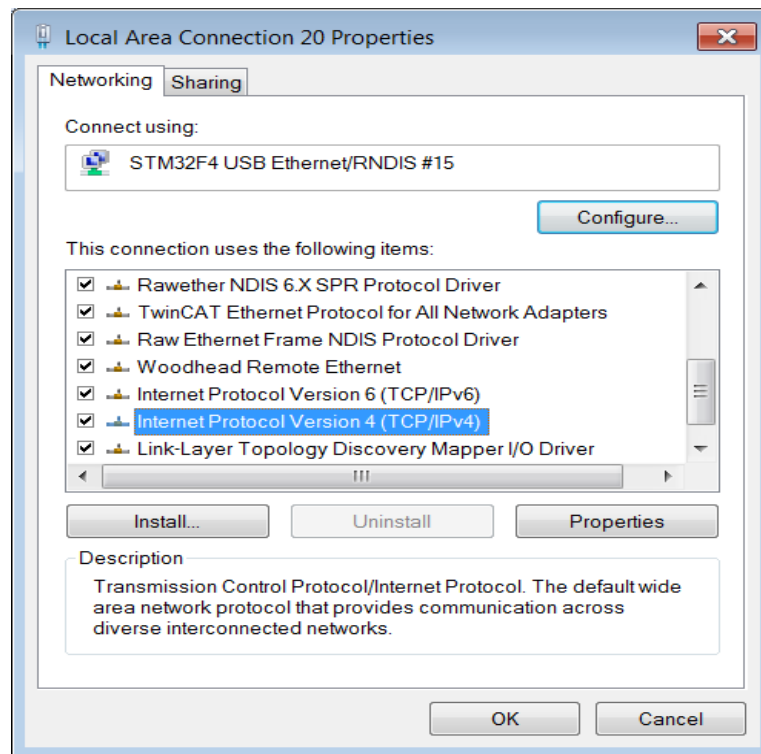 Local Area Connection 20 Properties
Networking
Sharing
Connect using:
STM32F4 USB Ethernet/RNDIS #15
Configure...
This connection uses the following items:
Rawether NDIS 6.X SPR Protocol Driver
TwinCAT Ethernet Protocol for All Network Adapters
Raw Ethernet Frame NDIS Protocol Driver
Woodhead Remote Ethernet
Internet Protocol Version 6 (TCP/IPv6)
Internet Protocol Version 4 (TCP/IPv4)
Link-Layer Topology Discovery Mapper I/O Driver
Install...
Uninstall
Properties
Description
Transmission Control Protocol/Internet Protocol. The default wide
area network protocol that provides communication across
diverse interconnected networks.
OK
Cancel